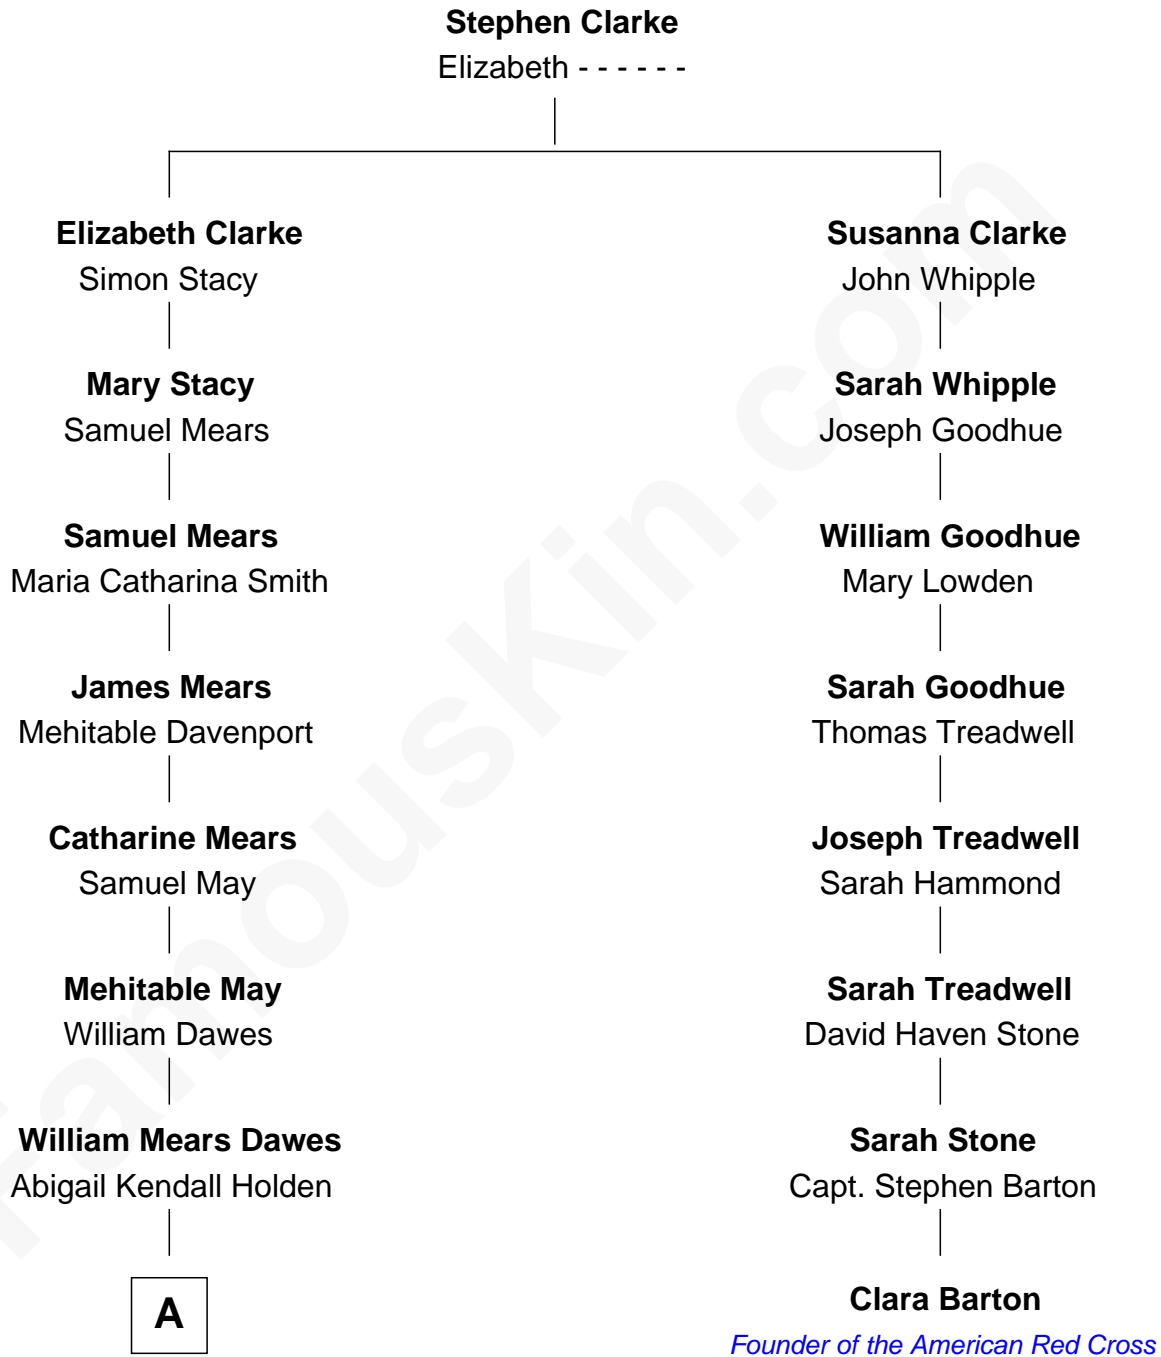 Stephen Clarke
Elizabeth - - - - - -
Elizabeth Clarke
Simon Stacy
Susanna Clarke
John Whipple
Mary Stacy
Samuel Mears
Sarah Whipple
Joseph Goodhue
Samuel Mears
Maria Catharina Smith
William Goodhue
Mary Lowden
James Mears
Mehitable Davenport
Sarah Goodhue
Thomas Treadwell
Catharine Mears
Samuel May
Joseph Treadwell
Sarah Hammond
Mehitable May
William Dawes
Sarah Treadwell
David Haven Stone
William Mears Dawes
Abigail Kendall Holden
Sarah Stone
Capt. Stephen Barton
A
Clara Barton
Founder of the American Red Cross
FamousKin.com